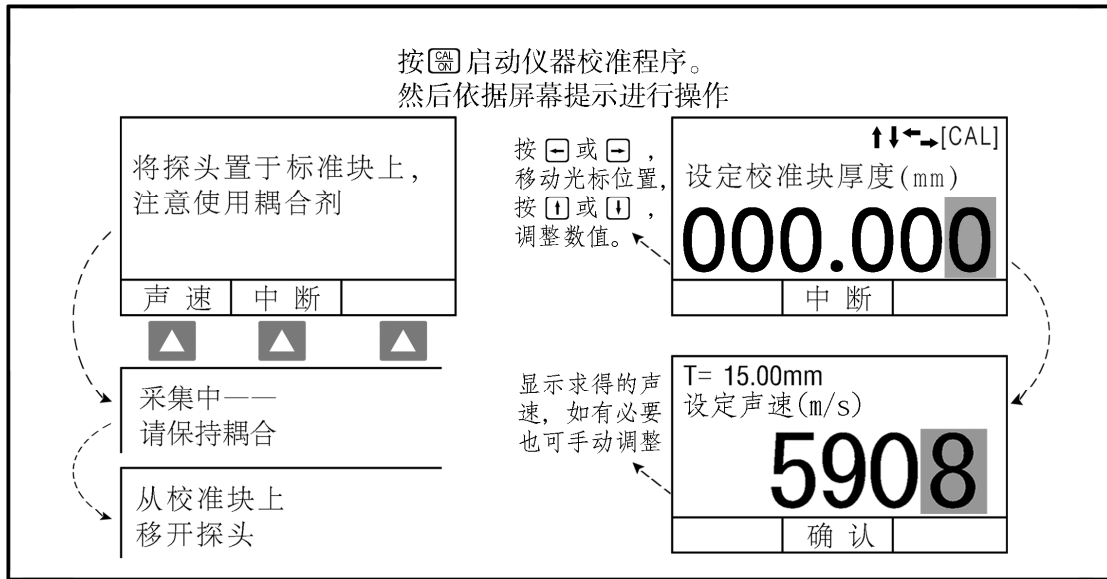 按CAL ON启动仪器校准程序。
然后依据屏幕提示进行操作
将探头置于标准块上，
注意使用耦合剂
声 速 中 断
采集中——
请保持耦合
从校准块上
移开探头
按←或→，
移动光标位置，
按↑或↓，
调整数值。
↑↓←→[CAL]
设定校准块厚度(mm)
000.000
中 断
显示求得的声
速，如有必要
也可手动调整
T= 15.00mm
设定声速(m/s)
5908
确 认